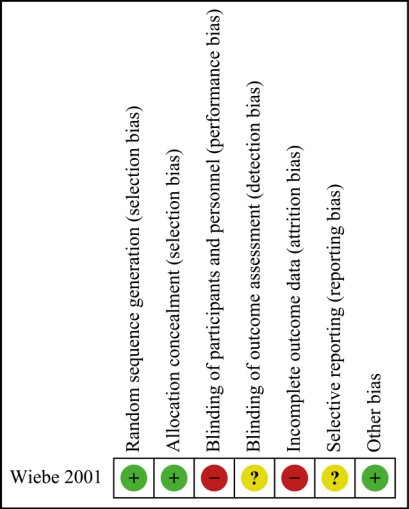 Random sequence generation (selection bias)
Allocation concealment (selection bias)
Blinding of participants and personnel (performance bias)
Blinding of outcome assessment (detection bias)
Incomplete outcome data (attrition bias)
Selective reporting (reporting bias)
Other bias
Wiebe 2001 + + – ? – ? +